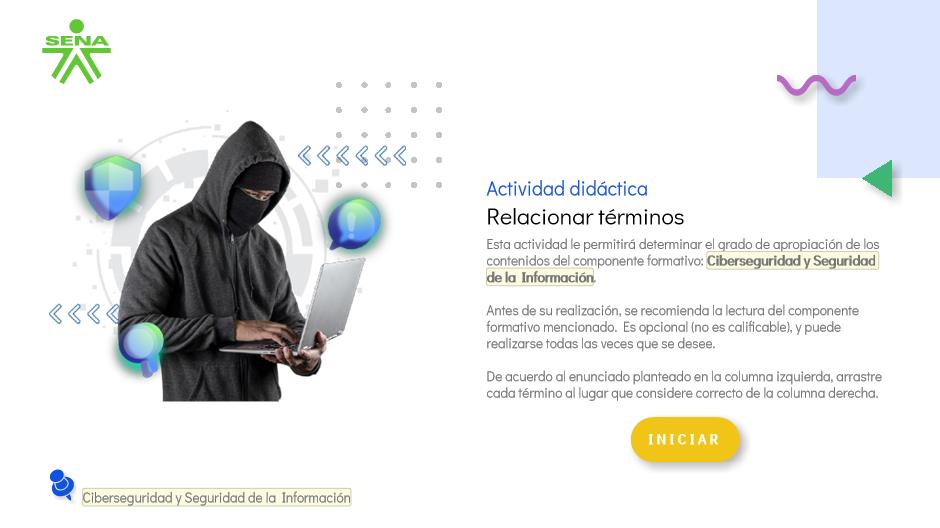 SENA
Actividad didáctica
Relacionar términos
Esta actividad le permitirá determinar el grado de apropiación de los
contenidos del componente formativo: Ciberseguridad y Seguridad
de la Información.
Antes de su realización, se recomienda la lectura del componente
formativo mencionado. Es opcional (no es calificable), y puede
realizarse todas las veces que se desee.
De acuerdo al enunciado planteado en la columna izquierda, arrastre
cada término al lugar que considere correcto de la columna derecha.
INICIAR
Ciberseguridad y Seguridad de la Información